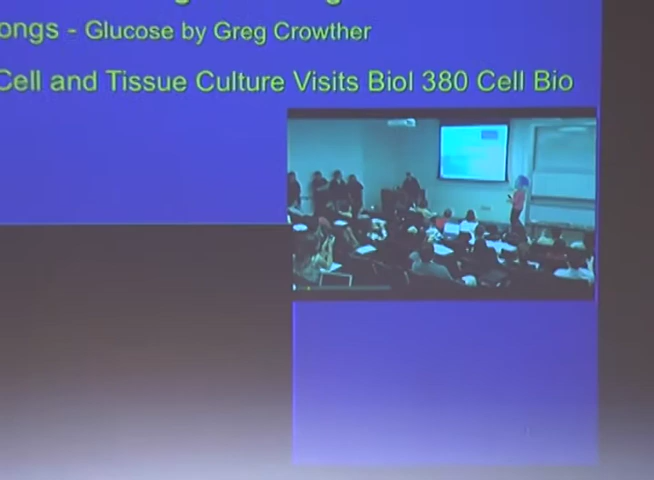 ongs - Glucose by Greg Crowther
Cell and Tissue Culture Visits Biol 380 Cell Bio